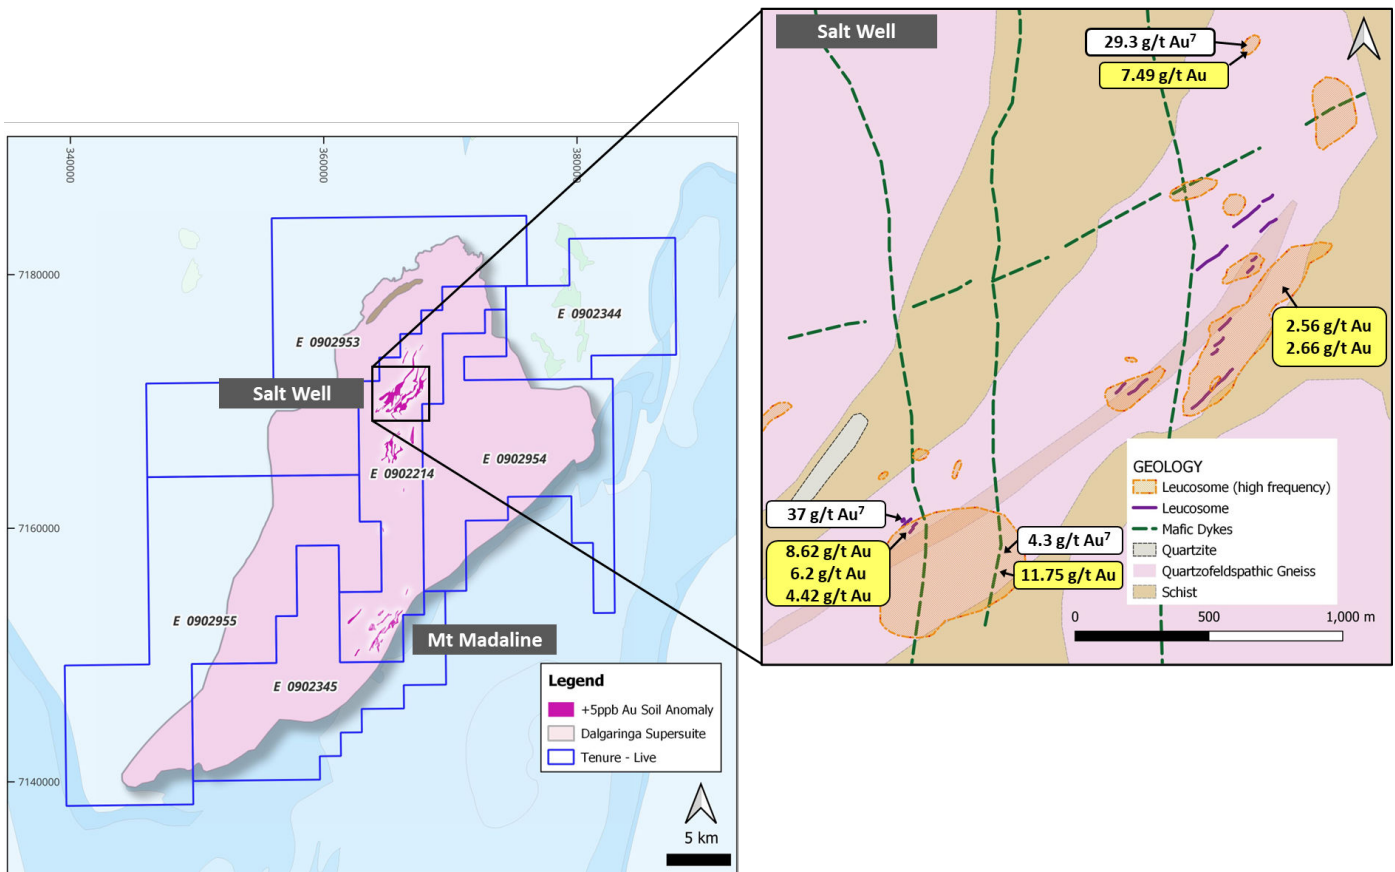 Salt Well
29.3 g/t Au⁷
7.49 g/t Au
2.56 g/t Au
2.66 g/t Au
37 g/t Au⁷
8.62 g/t Au
6.2 g/t Au
4.42 g/t Au
4.3 g/t Au⁷
11.75 g/t Au
GEOLOGY
Leucosome (high frequency)
Leucosome
Mafic Dykes
Quartzite
Quartzofeldspathic Gneiss
Schist
0 500 1,000 m
340000 360000 380000
7180000
7160000
7140000
E 0902953
E 0902344
Salt Well
E 0902214
E 0902954
E 0902955
Mt Madaline
E 0902345
Legend
+5ppb Au Soil Anomaly
Dalgaringa Supersuite
Tenure - Live
5 km